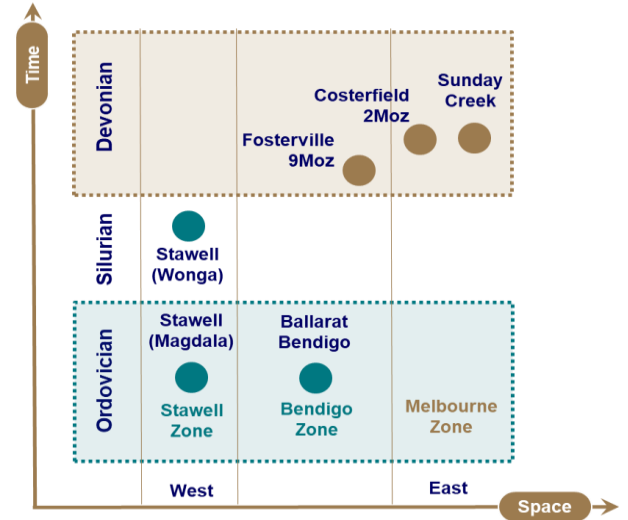 Time
Devonian
Sunday
Creek
Costerfield
2Moz
Fosterville
9Moz
Silurian
Stawell
(Wonga)
Ordovician
Stawell
(Magdala)
Ballarat
Bendigo
Stawell
Zone
Bendigo
Zone
Melbourne
Zone
West
East
Space